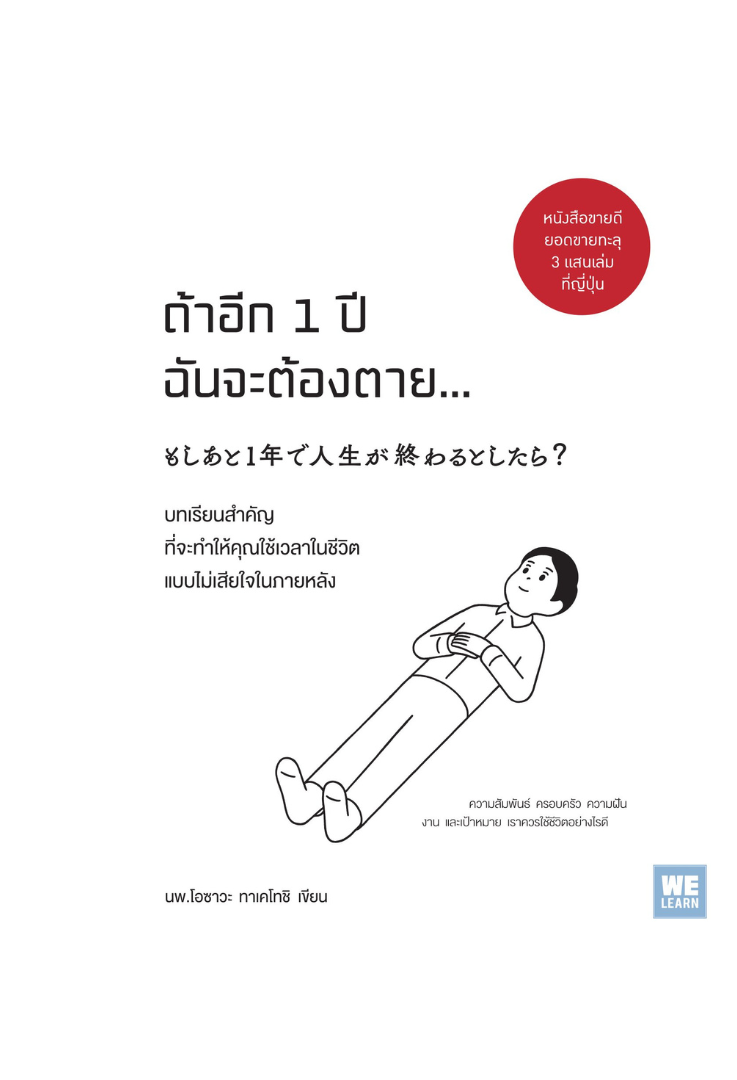 หนังสือขายดี
ยอดขายทะลุ
3 แสนเล่ม
ที่ญี่ปุ่น
ถ้าอีก 1 ปี
ฉันจะต้องตาย...
もしあと1年で人生が終わるとしたら?
บทเรียนสำคัญ
ที่จะทำให้คุณใช้เวลาในชีวิต
แบบไม่เสียใจในภายหลัง
ความสัมพันธ์ ครอบครัว ความฝัน
งาน และเป้าหมาย เราควรใช้ชีวิตอย่างไรดี
นพ.โอซาวะ ทาเคโทชิ เขียน
WE
LEARN